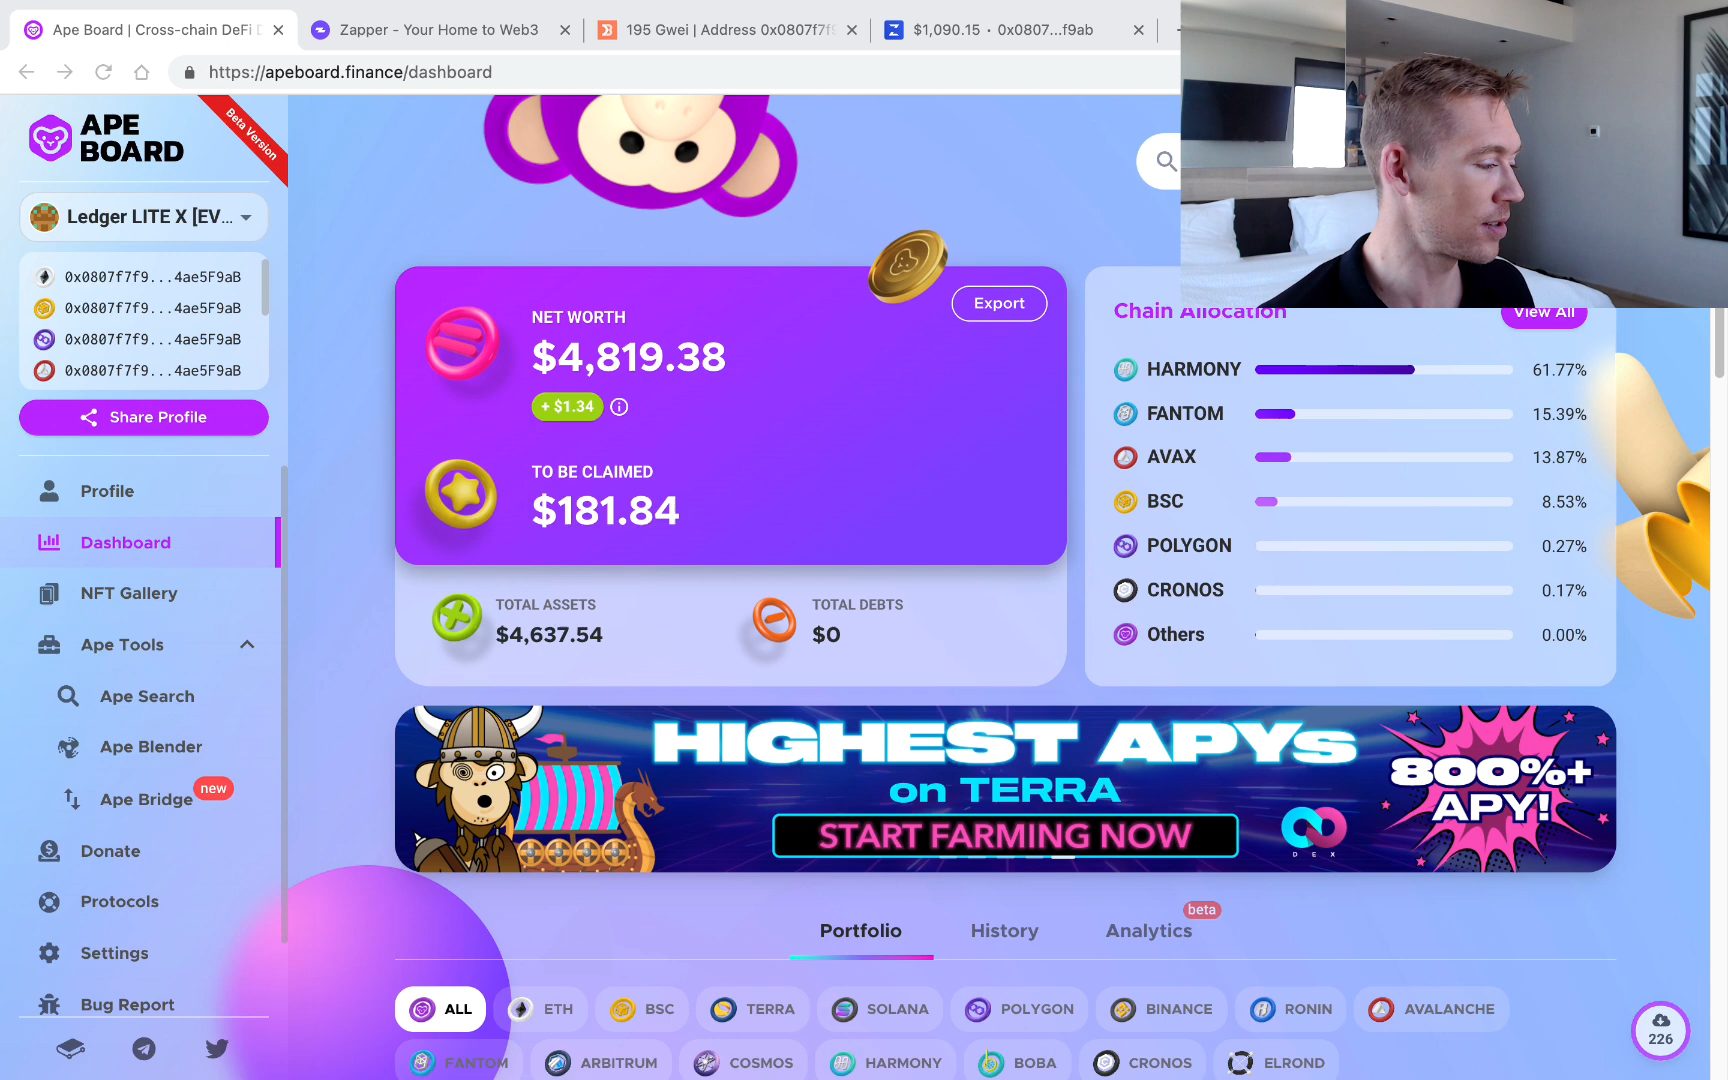 Ape Board | Cross-chain DeFi D
Zapper - Your Home to Web3
195 Gwei | Address 0x0807f7f9
$1,090.15 · 0x0807...f9ab
https://apeboard.finance/dashboard
APE
BOARD
Beta Version
Ledger LITE X [EV...
0x0807f7f9...4ae5F9aB
0x0807f7f9...4ae5F9aB
0x0807f7f9...4ae5F9aB
0x0807f7f9...4ae5F9aB
Share Profile
Profile
Dashboard
NFT Gallery
Ape Tools
Ape Search
Ape Blender
Ape Bridge
new
Donate
Protocols
Settings
Bug Report
Export
NET WORTH
$4,819.38
+ $1.34
TO BE CLAIMED
$181.84
TOTAL ASSETS
$4,637.54
TOTAL DEBTS
$0
Chain Allocation
View All
HARMONY 61.77%
FANTOM 15.39%
AVAX 13.87%
BSC 8.53%
POLYGON 0.27%
CRONOS 0.17%
Others 0.00%
HIGHEST APYs
on TERRA
START FARMING NOW
DEX
800%+
APY!
Portfolio
History
Analytics
beta
ALL
ETH
BSC
TERRA
SOLANA
POLYGON
BINANCE
RONIN
AVALANCHE
FANTOM
ARBITRUM
COSMOS
HARMONY
BOBA
CRONOS
ELROND
226